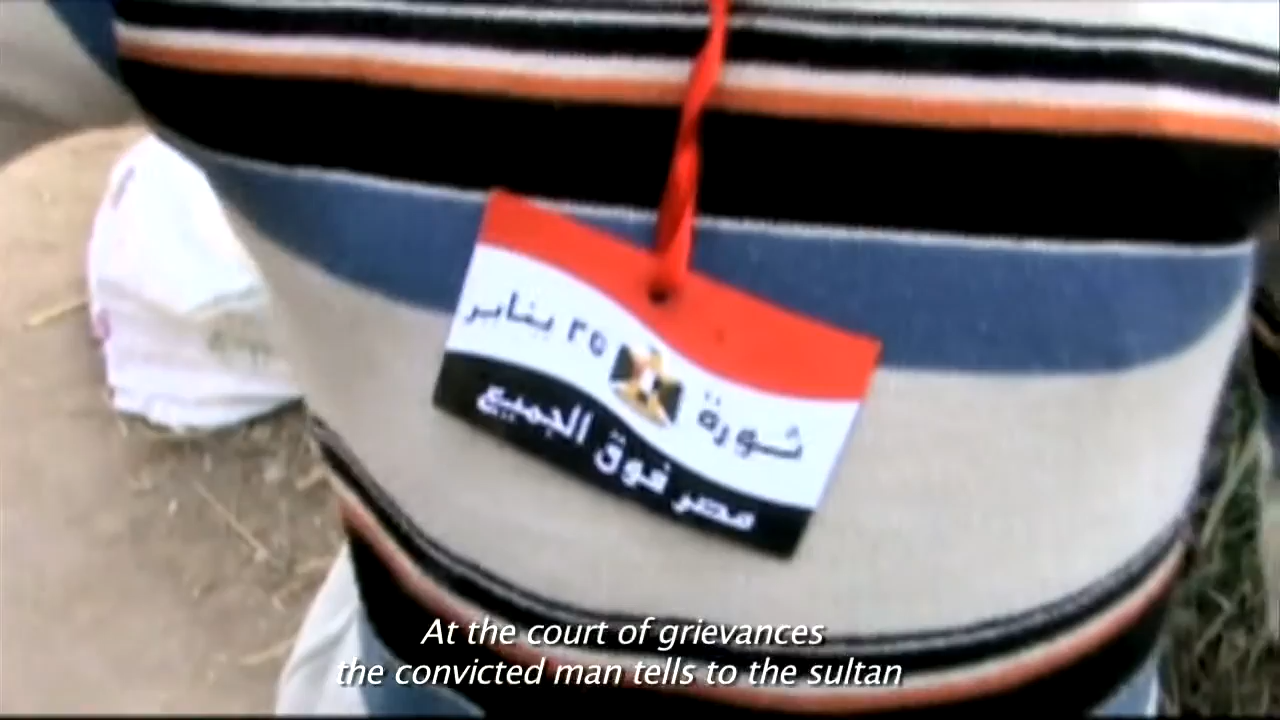 ثورة ٢٥ يناير
مصر فوق الجميع
At the court of grievances
the convicted man tells to the sultan